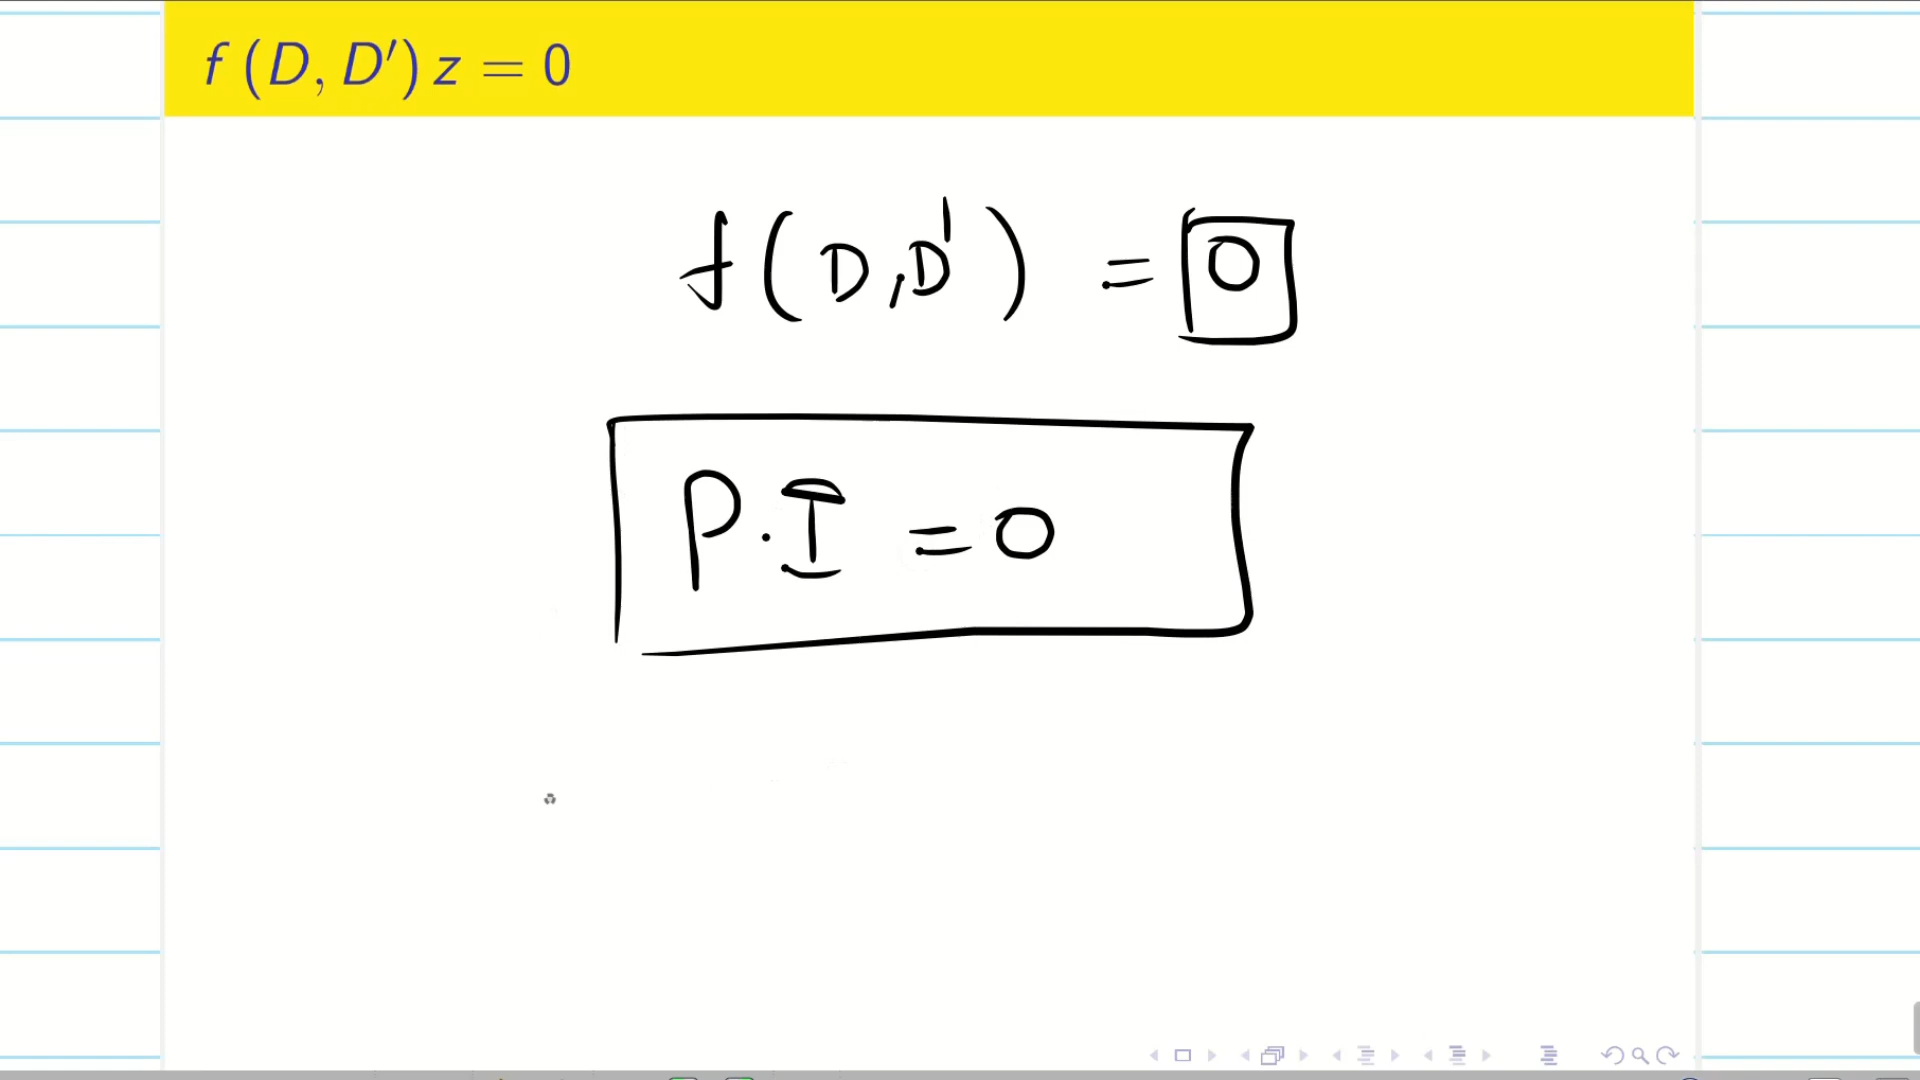 f (D, D′) z = 0
f(D,D′) = 0
P.I = 0